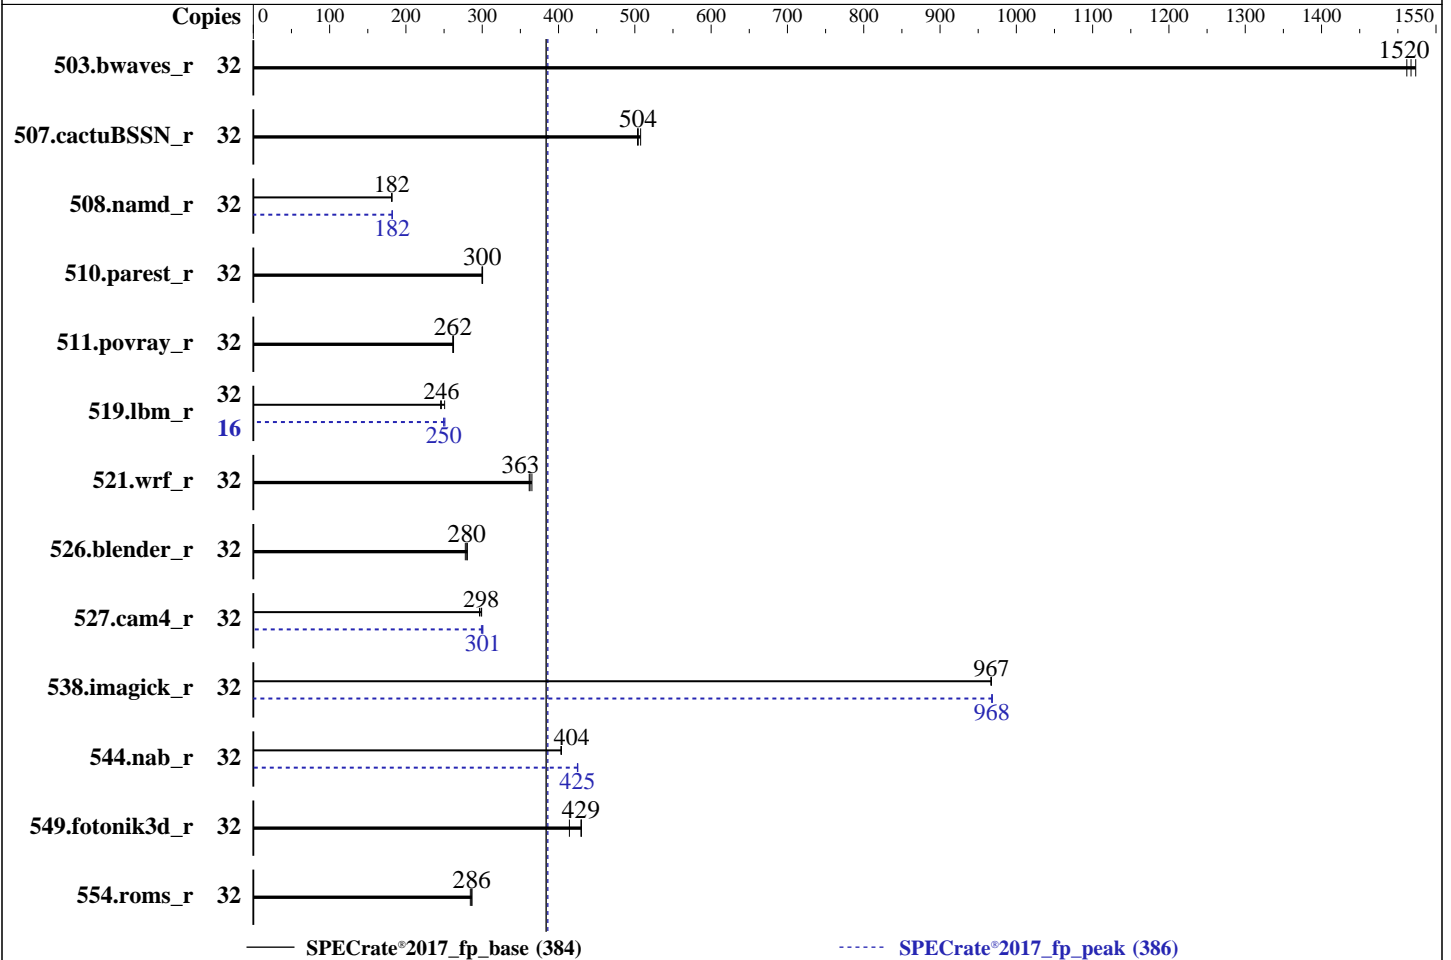 Copies 0 100 200 300 400 500 600 700 800 900 1000 1100 1200 1300 1400 1550
503.bwaves_r 32 1520
507.cactuBSSN_r 32 504
508.namd_r 32 182
182
510.parest_r 32 300
511.povray_r 32 262
519.lbm_r 32 246
16 250
521.wrf_r 32 363
526.blender_r 32 280
527.cam4_r 32 298
301
538.imagick_r 32 967
968
544.nab_r 32 404
425
549.fotonik3d_r 32 429
554.roms_r 32 286
SPECrate®2017_fp_base (384) SPECrate®2017_fp_peak (386)